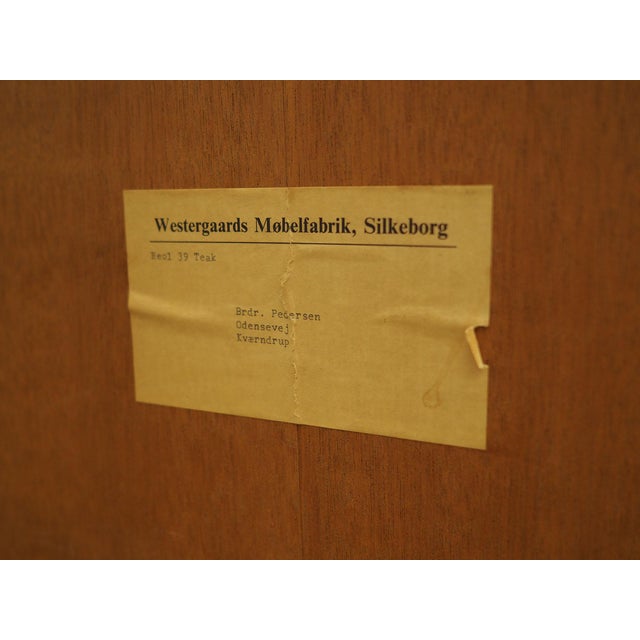 Westergaards Møbelfabrik, Silkeborg
Reol 39 Teak
Brdr. Pedersen
Odensevej
Kværndrup